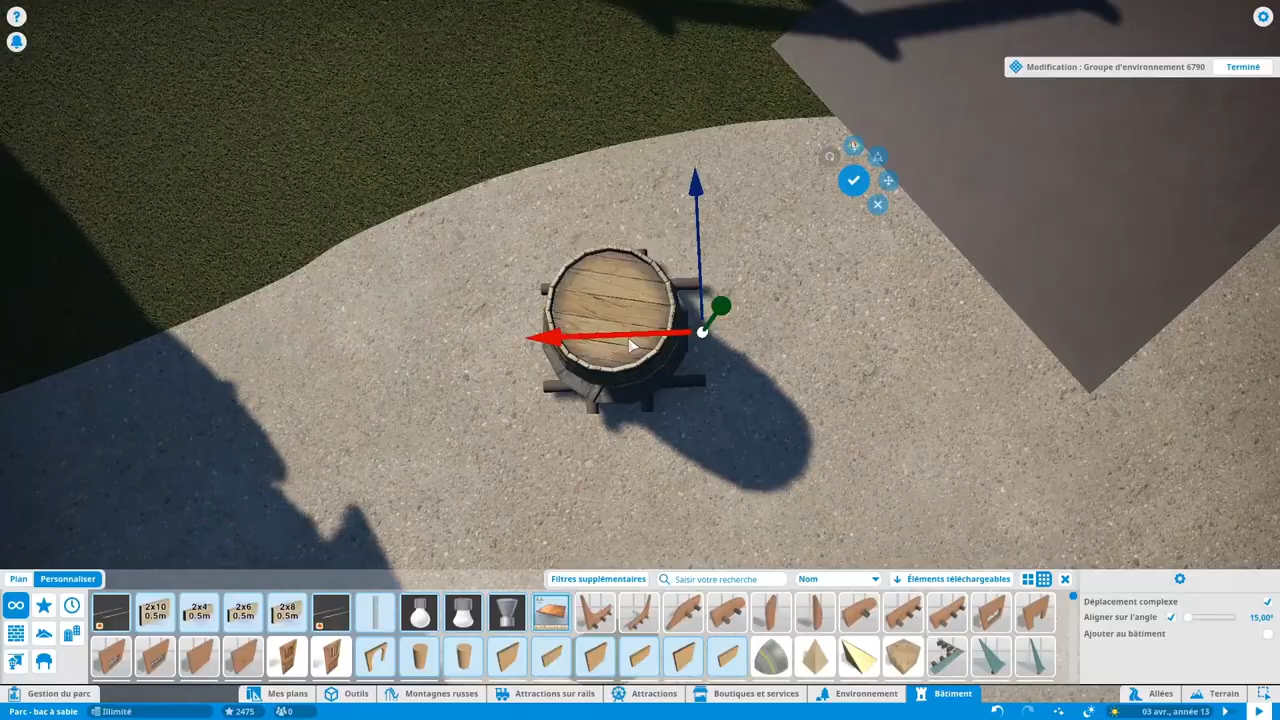 ?
Modification : Groupe d'environnement 6790 Terminé
Plan Personnaliser Filtres supplémentaires Saisir votre recherche Nom Éléments téléchargeables
2x10 0.5m 2x4 0.5m 2x6 0.5m 2x8 0.5m
Déplacement complexe
Aligner sur l'angle 15,00°
Ajouter au bâtiment
Gestion du parc Mes plans Outils Montagnes russes Attractions sur rails Attractions Boutiques et services Environnement Bâtiment Allées Terrain
Parc - bac à sable Illimité 2475 0 03 avr., année 13